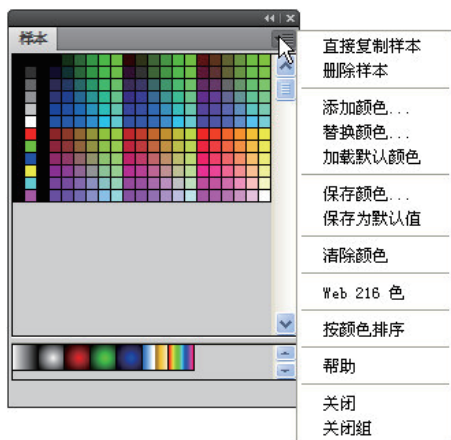 样本
直接复制样本
删除样本
添加颜色...
替换颜色...
加载默认颜色
保存颜色...
保存为默认值
清除颜色
Web 216 色
按颜色排序
帮助
关闭
关闭组